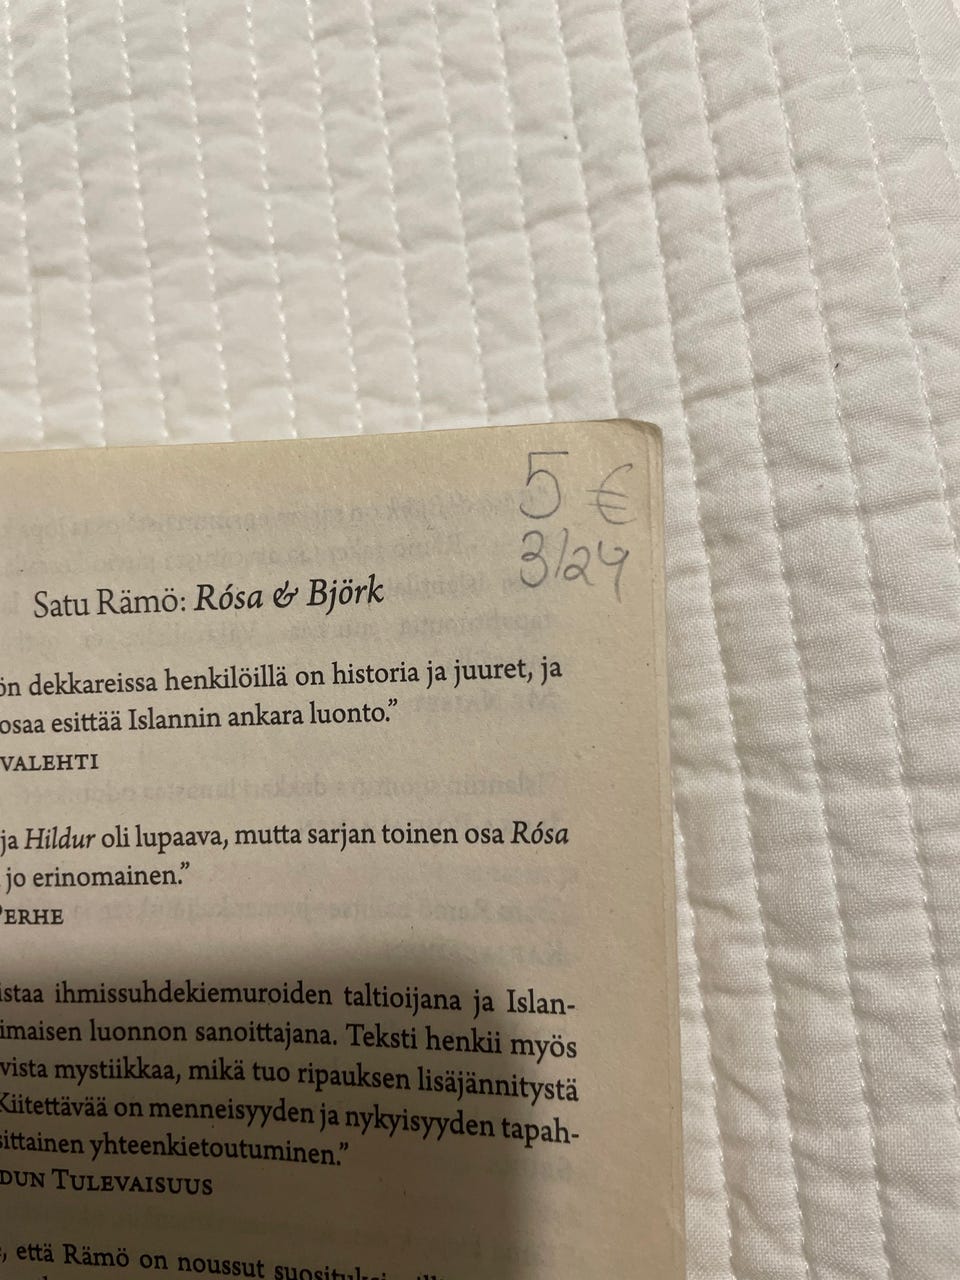 5 €
3/24
Satu Rämö: Rósa & Björk
ön dekkareissa henkilöillä on historia ja juuret, ja
osaa esittää Islannin ankara luonto.”
VALEHTI
ja Hildur oli lupaava, mutta sarjan toinen osa Rósa
jo erinomainen.”
PERHE
istaa ihmissuhdekiemuroiden taltioijana ja Islan-
imaisen luonnon sanoittajana. Teksti henkii myös
vista mystiikkaa, mikä tuo ripauksen lisäjännitystä
Kiitettävää on menneisyyden ja nykyisyyden tapah-
sittainen yhteenkietoutuminen.”
DUN TULEVAISUUS
, että Rämö on noussut